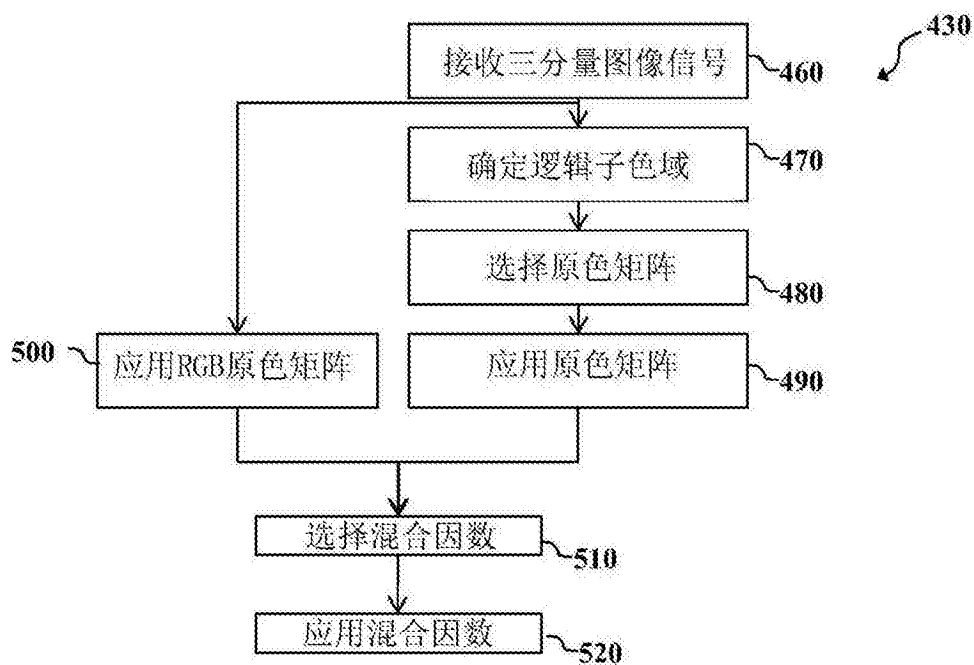 430
接收三分量图像信号
460
确定逻辑子色域
470
选择原色矩阵
480
500
应用RGB原色矩阵
应用原色矩阵
490
选择混合因数
510
应用混合因数
520